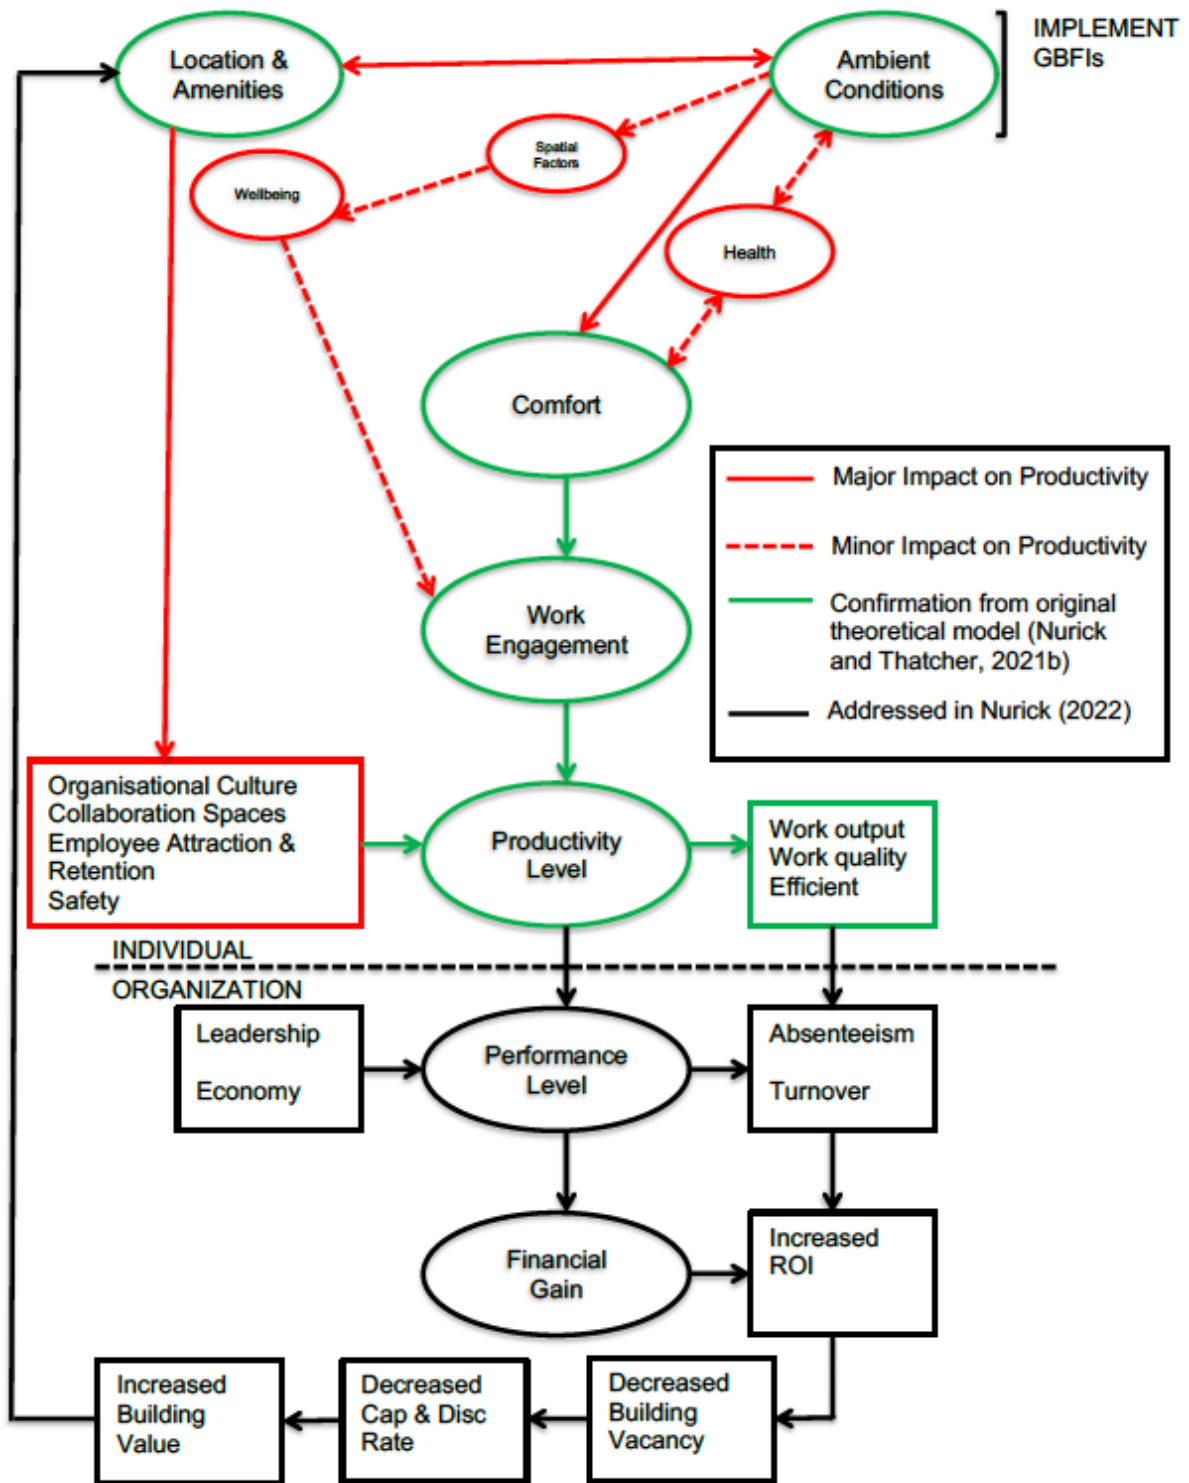 Location &
Amenities
Ambient
Conditions
IMPLEMENT
GBFIs
Spatial
Factors
Wellbeing
Health
Comfort
Major Impact on Productivity
Minor Impact on Productivity
Confirmation from original
theoretical model (Nurick
and Thatcher, 2021b)
Addressed in Nurick (2022)
Work
Engagement
Organisational Culture
Collaboration Spaces
Employee Attraction &
Retention
Safety
Productivity
Level
Work output
Work quality
Efficient
INDIVIDUAL
ORGANIZATION
Leadership
Economy
Performance
Level
Absenteeism
Turnover
Financial
Gain
Increased
ROI
Increased
Building
Value
Decreased
Cap & Disc
Rate
Decreased
Building
Vacancy